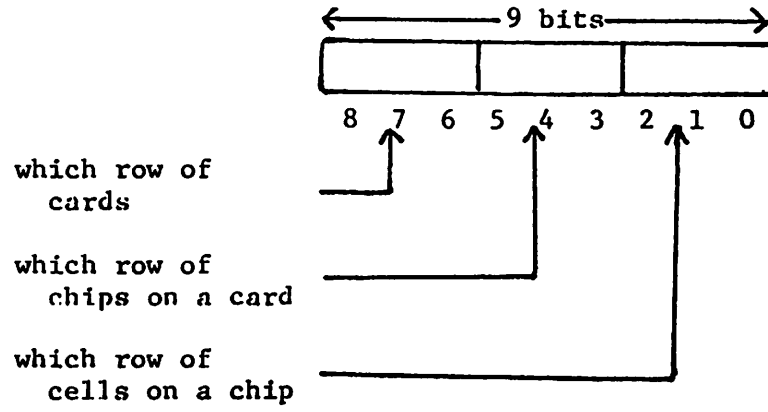 9 bits
8 7 6 5 4 3 2 1 0
which row of
cards
which row of
chips on a card
which row of
cells on a chip